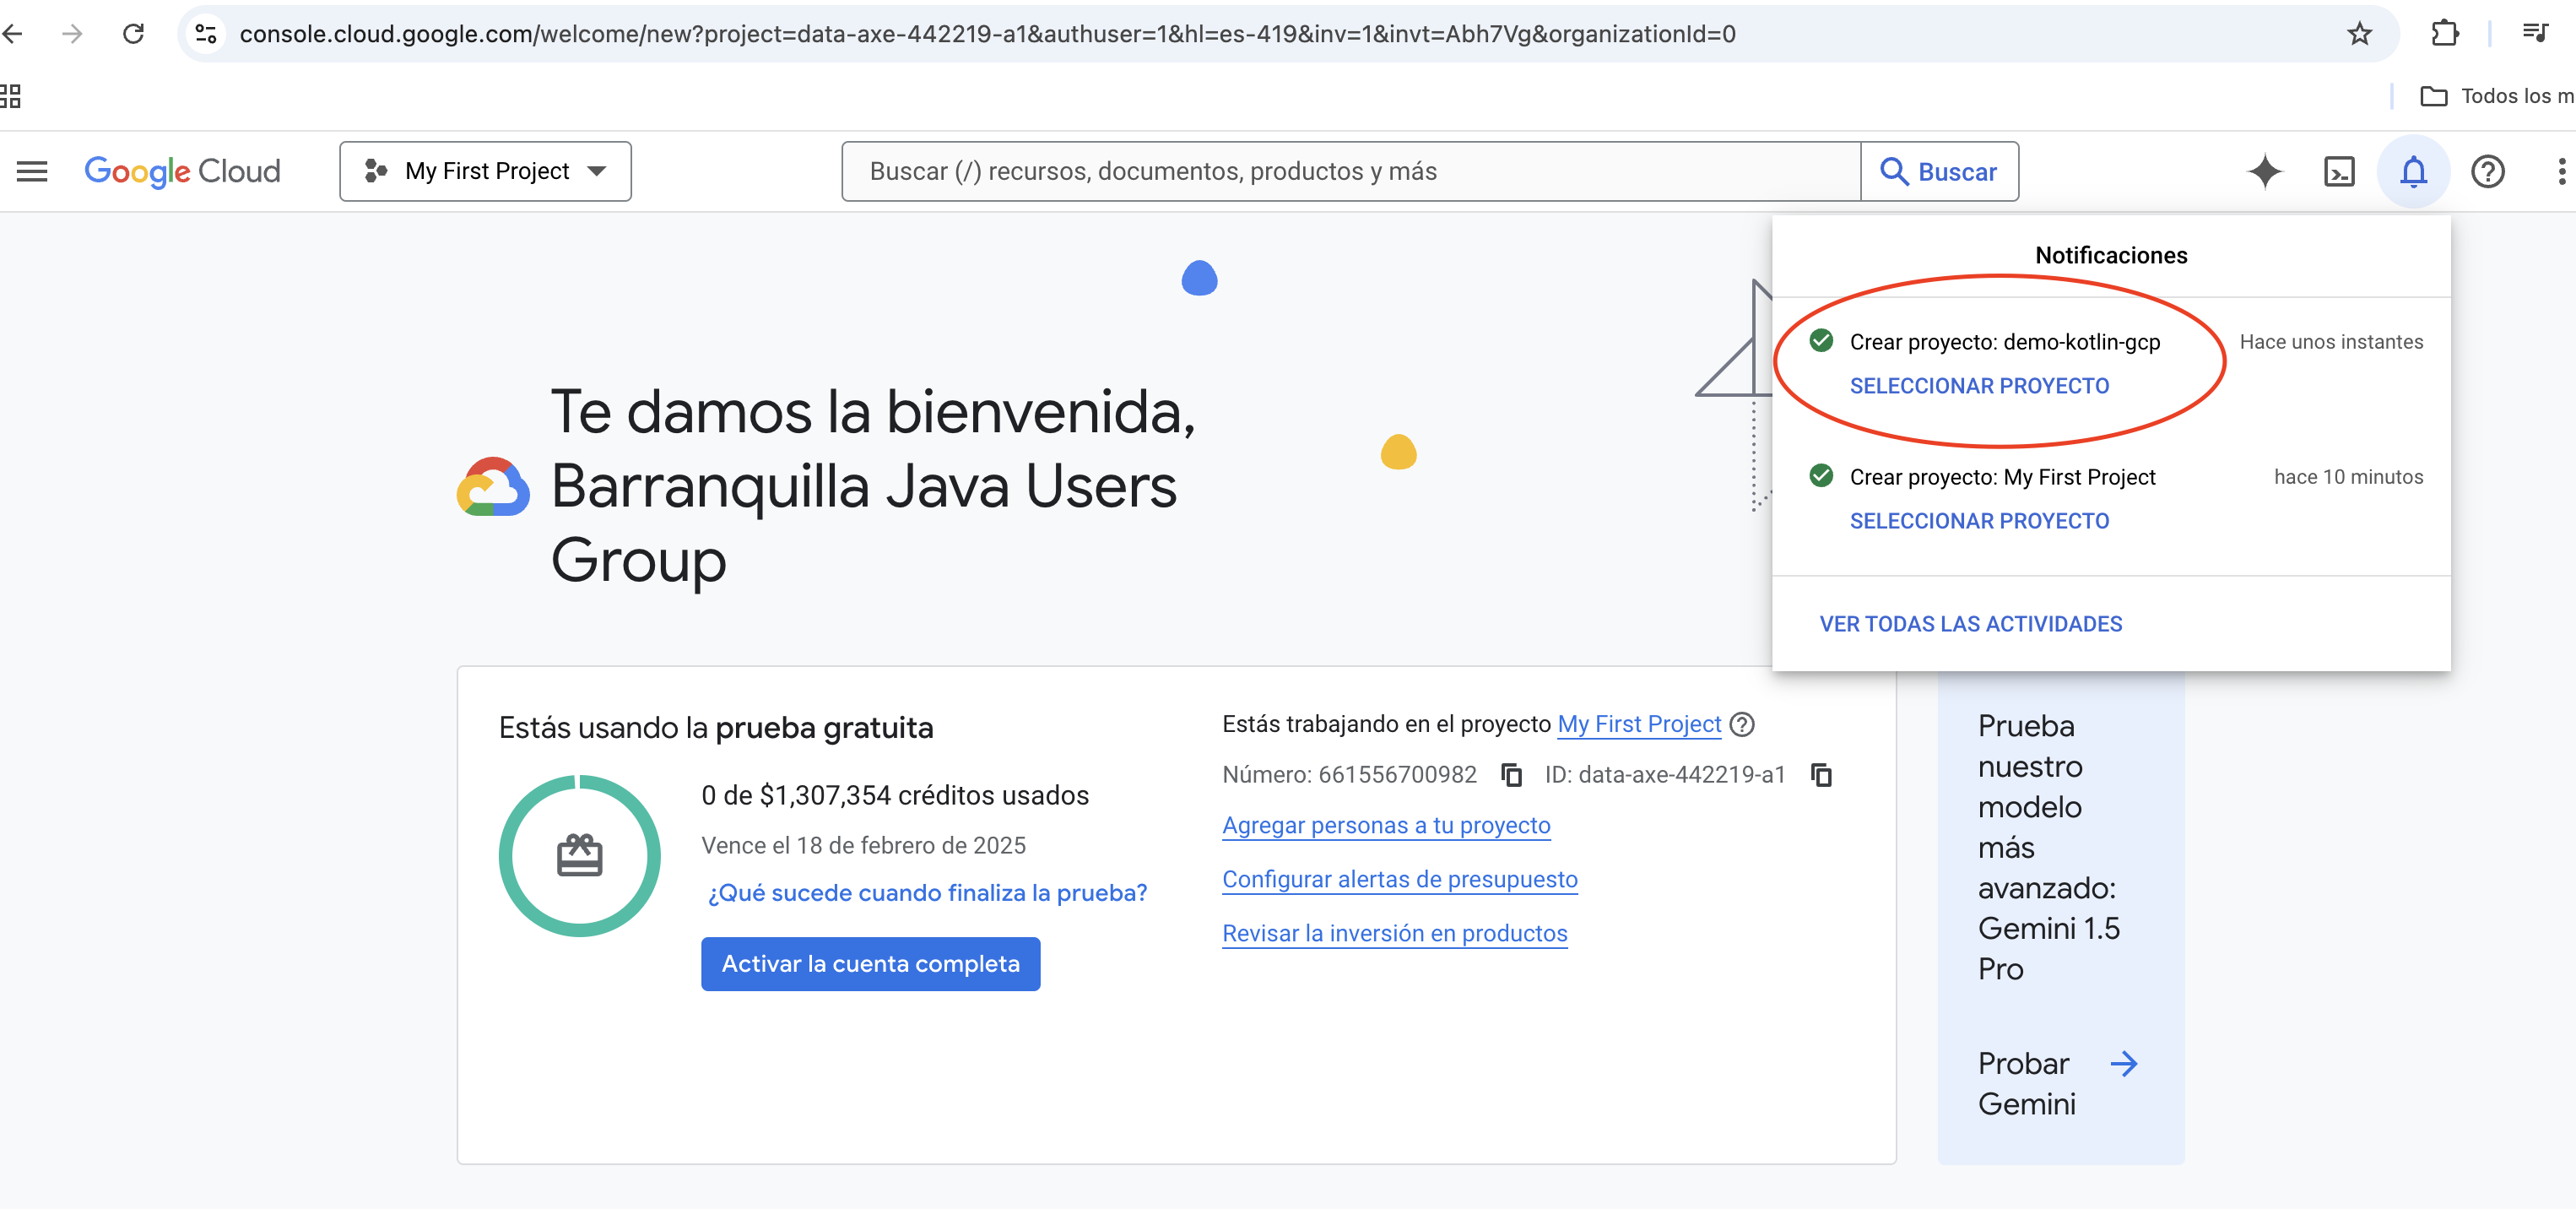 console.cloud.google.com/welcome/new?project=data-axe-442219-a1&authuser=1&hl=es-419&inv=1&invt=Abh7Vg&organizationId=0
Todos los m
Google Cloud
My First Project
Buscar (/) recursos, documentos, productos y más
Buscar
Notificaciones
Crear proyecto: demo-kotlin-gcp
Hace unos instantes
SELECCIONAR PROYECTO
Crear proyecto: My First Project
hace 10 minutos
SELECCIONAR PROYECTO
VER TODAS LAS ACTIVIDADES
Te damos la bienvenida,
Barranquilla Java Users
Group
Estás usando la prueba gratuita
0 de $1,307,354 créditos usados
Vence el 18 de febrero de 2025
¿Qué sucede cuando finaliza la prueba?
Activar la cuenta completa
Estás trabajando en el proyecto My First Project
Número: 661556700982 ID: data-axe-442219-a1
Agregar personas a tu proyecto
Configurar alertas de presupuesto
Revisar la inversión en productos
Prueba
nuestro
modelo
más
avanzado:
Gemini 1.5
Pro
Probar
Gemini